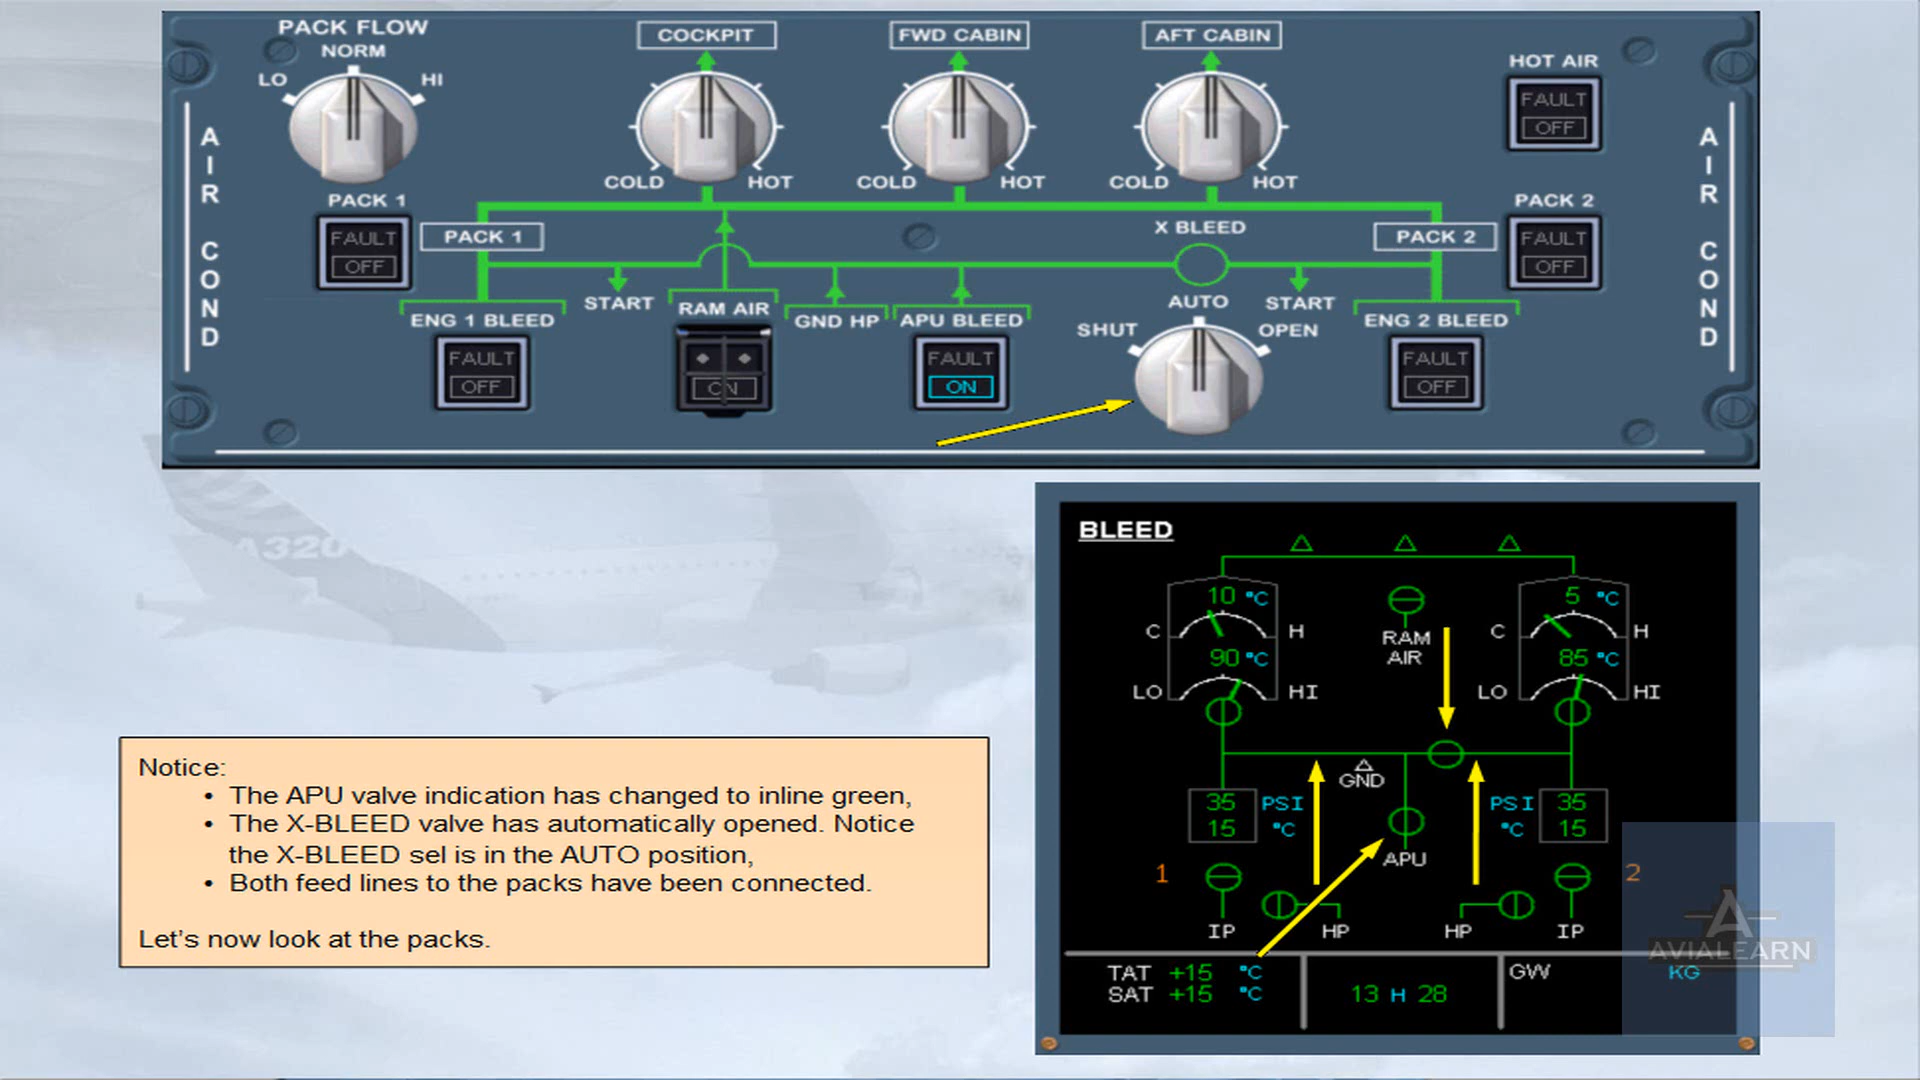 PACK FLOW
NORM
LO
HI
COCKPIT
FWD CABIN
AFT CABIN
HOT AIR
FAULT
OFF
COLD
HOT
COLD
HOT
COLD
HOT
AIR COND
AIR COND
PACK 1
FAULT
OFF
PACK 1
X BLEED
PACK 2
PACK 2
FAULT
OFF
START
RAM AIR
GND HP
APU BLEED
AUTO
START
SHUT
OPEN
ENG 1 BLEED
ENG 2 BLEED
FAULT
OFF
ON
FAULT
ON
FAULT
OFF
A320
Notice:
• The APU valve indication has changed to inline green,
• The X-BLEED valve has automatically opened. Notice
the X-BLEED sel is in the AUTO position,
• Both feed lines to the packs have been connected.
Let's now look at the packs.
BLEED
10 °C
5 °C
C
H
RAM
AIR
C
H
90 °C
85 °C
LO
HI
LO
HI
GND
35 PSI
15 °C
PSI 35
°C 15
APU
1
2
IP
HP
HP
IP
TAT +15 °C
SAT +15 °C
13 H 28
GW
KG
AVIALEARN